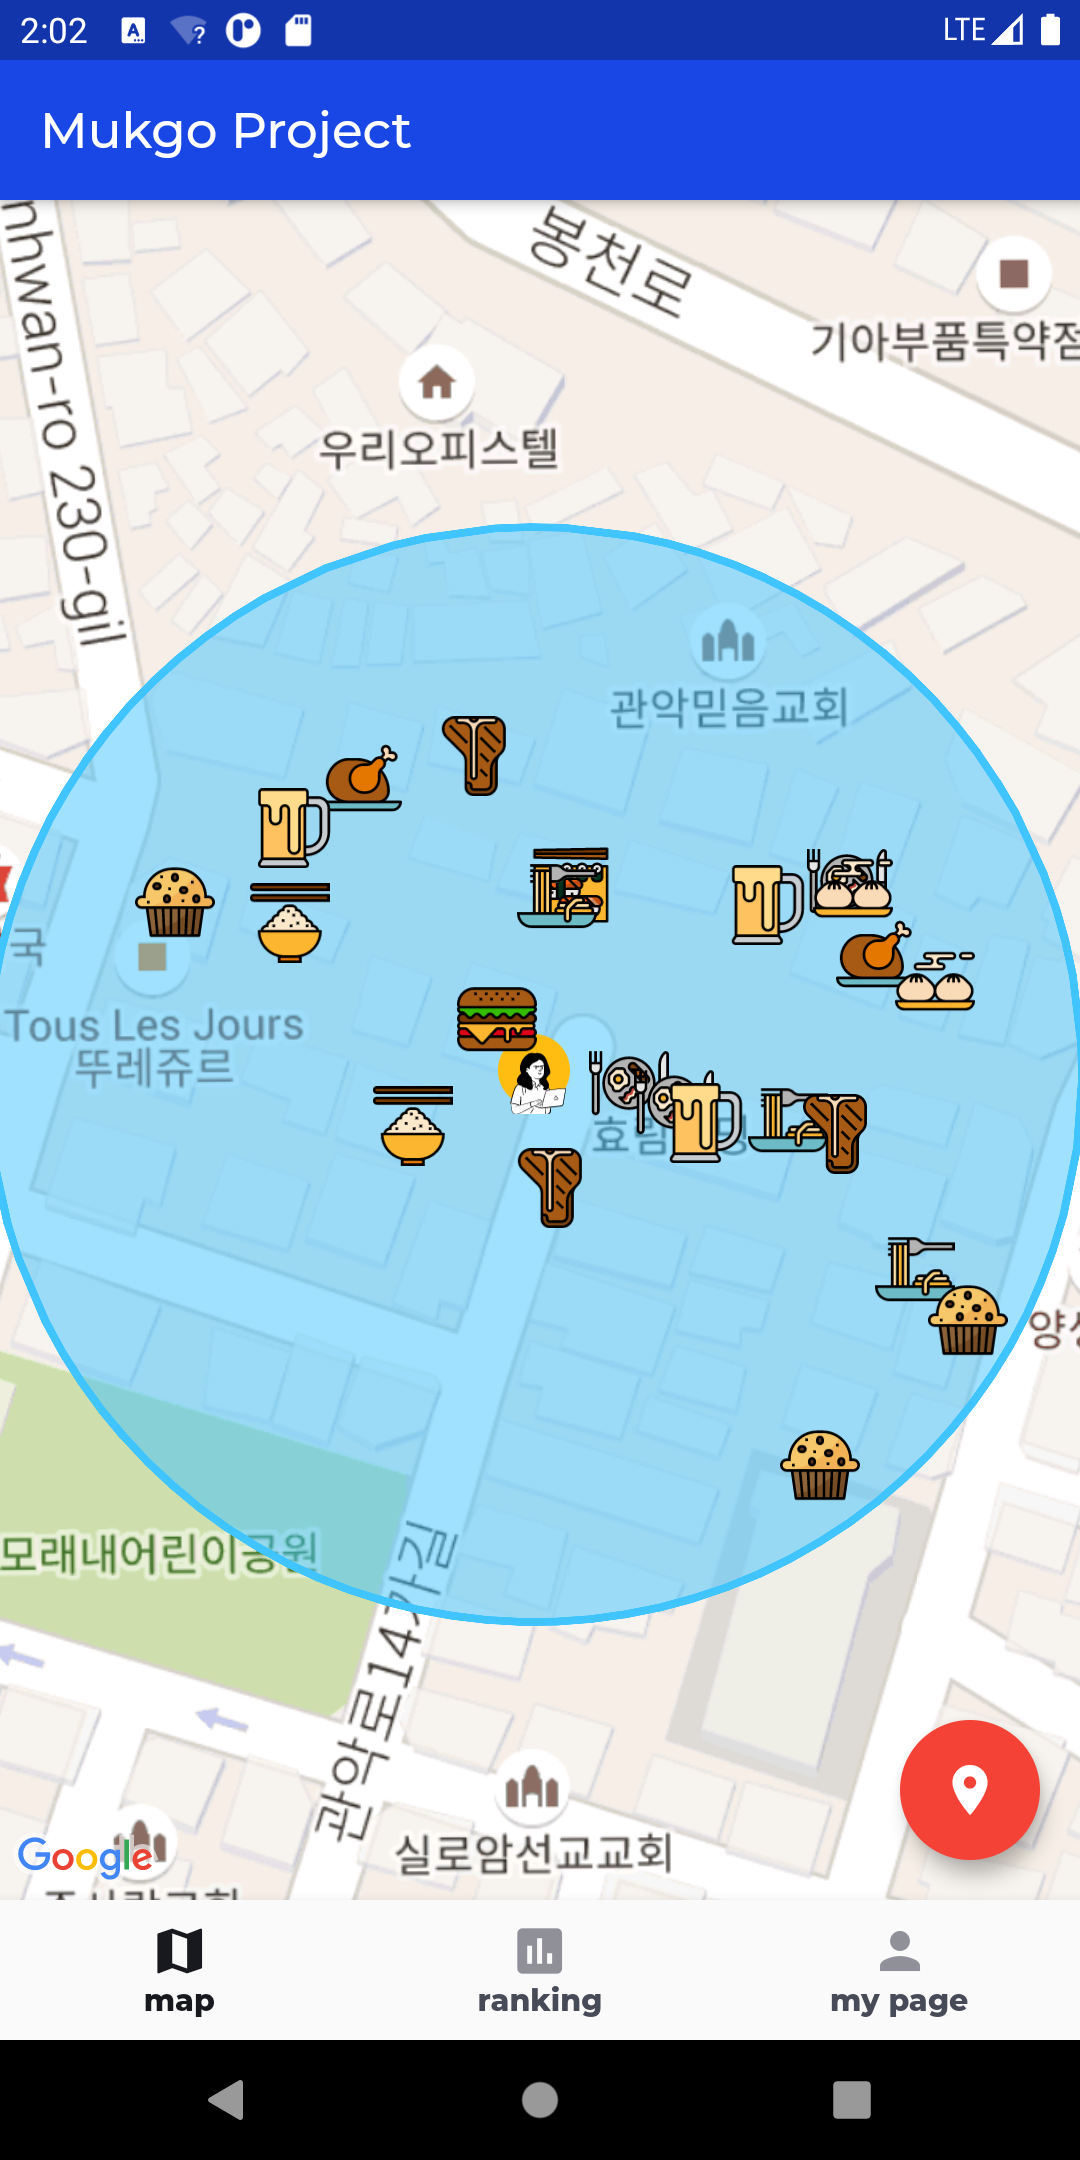 2:02
LTE
Mukgo Project
nhwan-ro 230-gil
봉천로
기아부품특약점
우리오피스텔
관악믿음교회
국
Tous Les Jours
뚜레쥬르
모래내어린이공원
관악로14가길
실로암선교교회
Google
map
ranking
my page